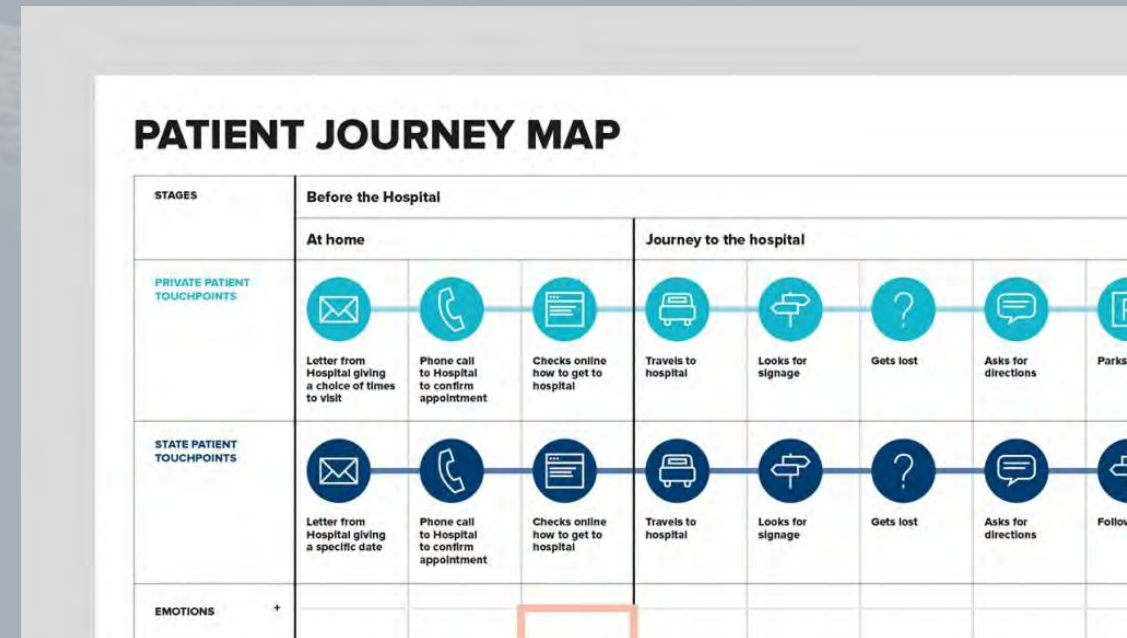 PATIENT JOURNEY MAP
STAGES
Before the Hospital
At home
Journey to the hospital
PRIVATE PATIENT
TOUCHPOINTS
Letter from
Hospital giving
a choice of times
to visit
Phone call
to Hospital
to confirm
appointment
Checks online
how to get to
hospital
Travels to
hospital
Looks for
signage
Gets lost
Asks for
directions
Parks
STATE PATIENT
TOUCHPOINTS
Letter from
Hospital giving
a specific date
Phone call
to Hospital
to confirm
appointment
Checks online
how to get to
hospital
Travels to
hospital
Looks for
signage
Gets lost
Asks for
directions
EMOTIONS +